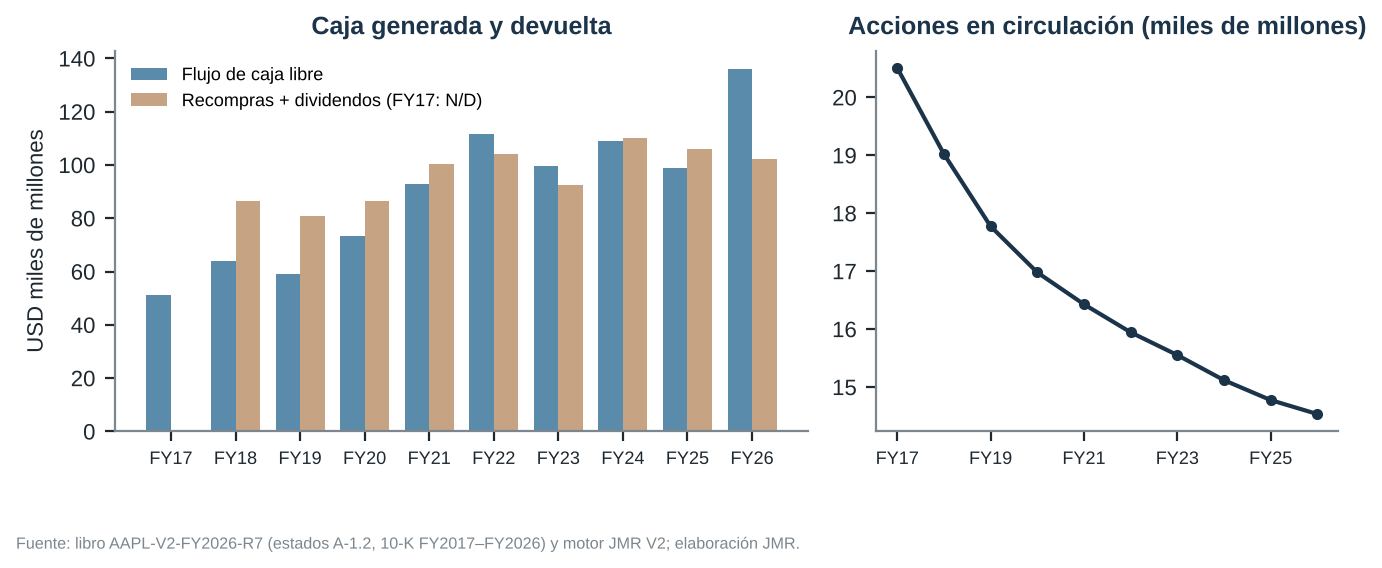 Caja generada y devuelta
USD miles de millones
140
120
100
80
60
40
20
0
Flujo de caja libre
Recompras + dividendos (FY17: N/D)
FY17 FY18 FY19 FY20 FY21 FY22 FY23 FY24 FY25 FY26
Acciones en circulación (miles de millones)
20
19
18
17
16
15
FY17 FY19 FY21 FY23 FY25
Fuente: libro AAPL-V2-FY2026-R7 (estados A-1.2, 10-K FY2017–FY2026) y motor JMR V2; elaboración JMR.